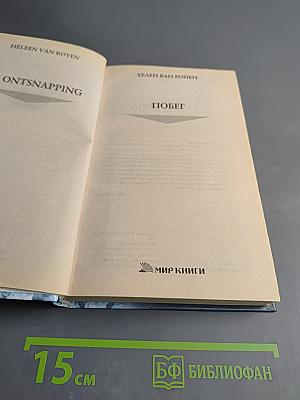 HELEEN VAN ROYEN
ONTSNAPPING
ХЕЛЕН ВАН РОЙЕН
ПОБЕГ
МИР КНИГИ
15 см
БФ БИБЛИОФАН